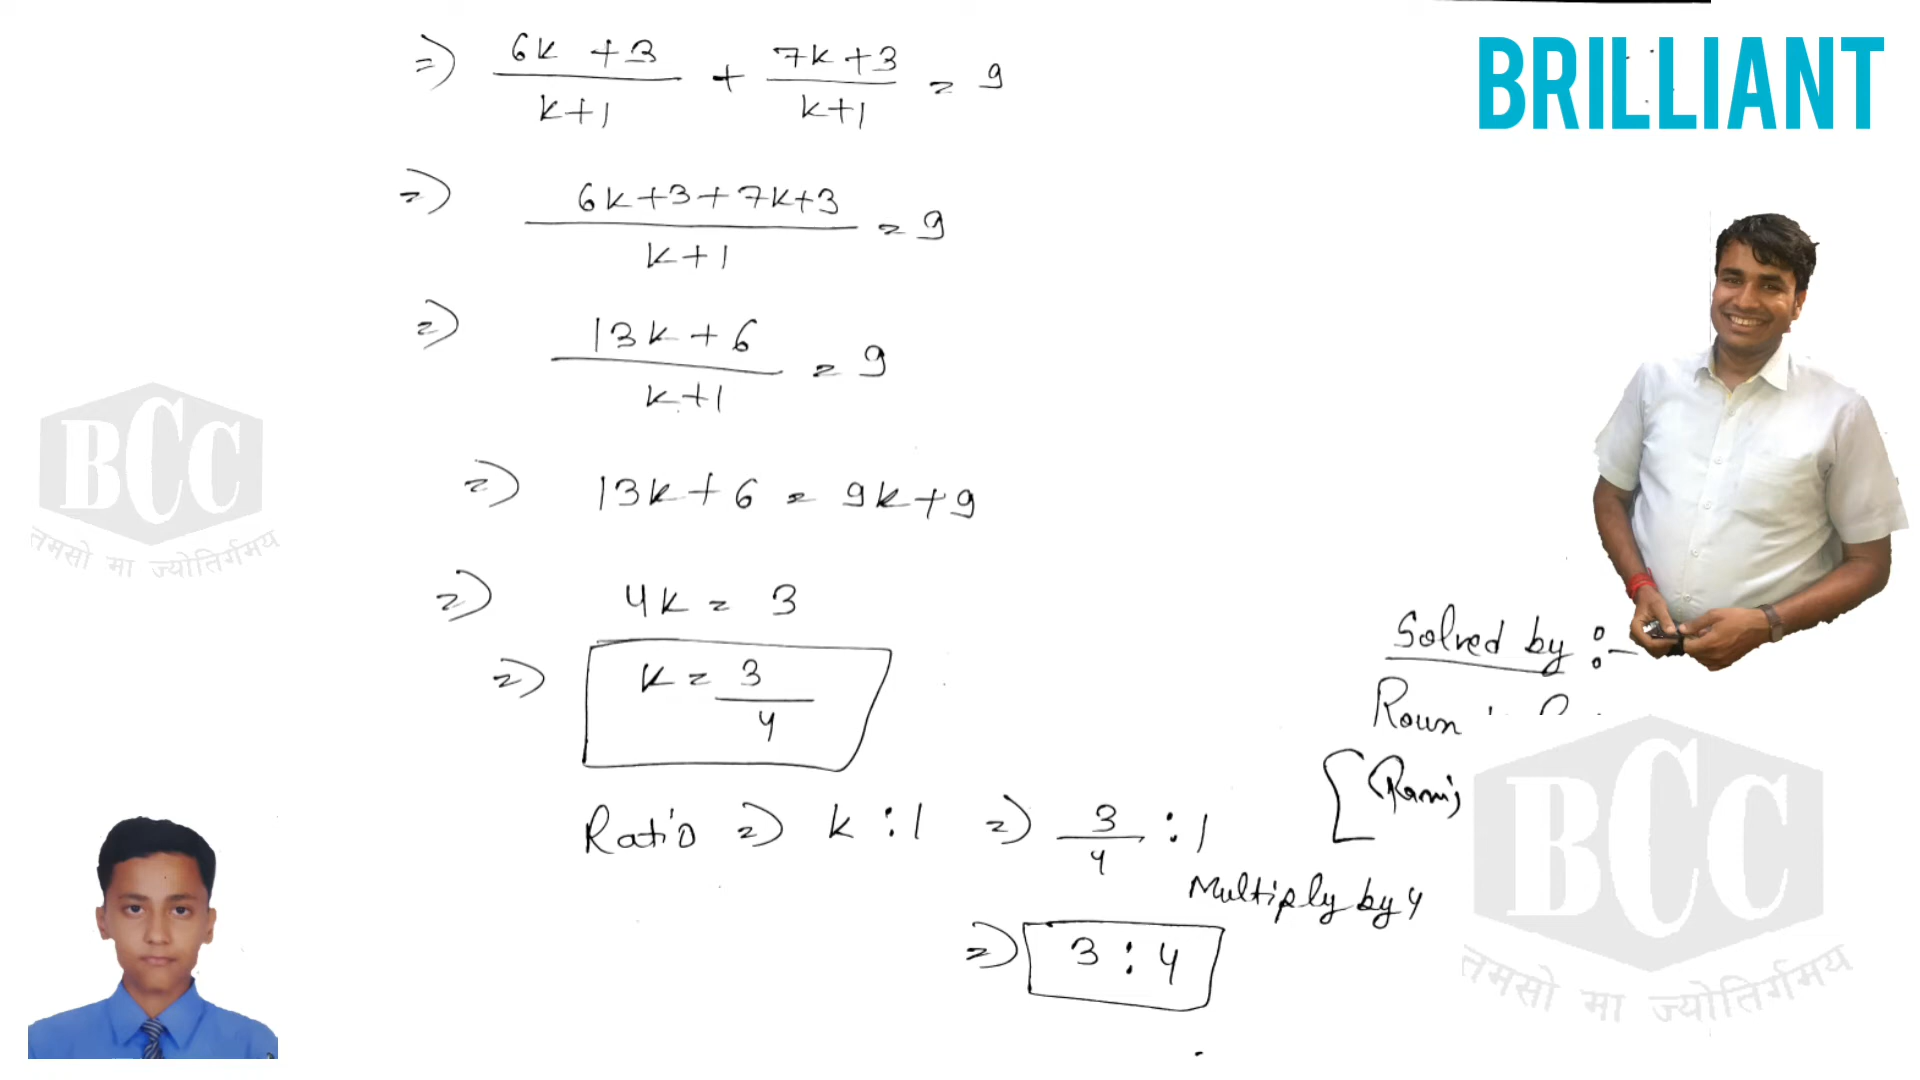 => 6k + 3 / k+1 + 7k+3 / k+1 = 9
=> 6k+3+7k+3 / k+1 = 9
=> 13k + 6 / k+1 = 9
=> 13k+6 = 9k+9
=> 4k = 3
=> k = 3 / 4
Ratio => k : 1 => 3 / 4 : 1
Multiply by 4
=> 3 : 4
BRILLIANT
Solved by :-
BCC
तमसो मा ज्योतिर्गमय
BCC
तमसो मा ज्योतिर्गमय